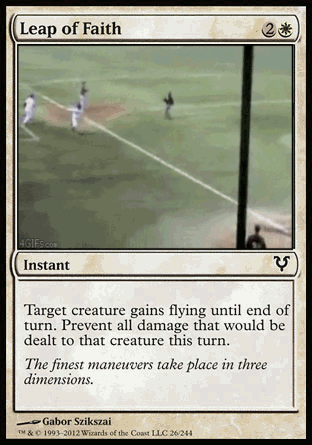 Leap of Faith 2
4GIFs.com
Instant
Target creature gains flying until end of
turn. Prevent all damage that would be
dealt to that creature this turn.
The finest maneuvers take place in three
dimensions.
Gabor Szikszai
™ & © 1993–2012 Wizards of the Coast LLC 26/244